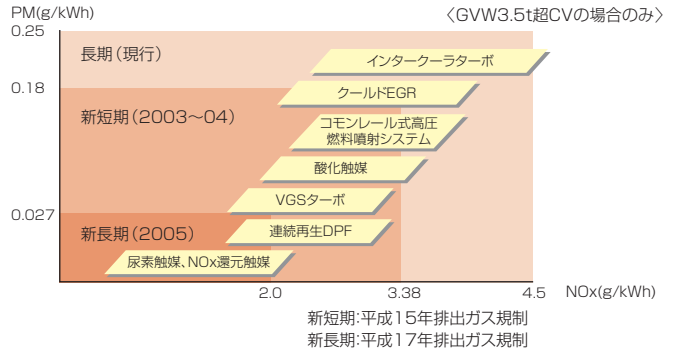 PM(g/kWh)
〈GVW3.5t超CVの場合のみ〉
0.25
長期(現行)
インタークーラターボ
0.18
クールドEGR
新短期(2003〜04)
コモンレール式高圧
燃料噴射システム
酸化触媒
VGSターボ
0.027
新長期(2005)
連続再生DPF
尿素触媒、NOx還元触媒
2.0
3.38
4.5
NOx(g/kWh)
新短期:平成15年排出ガス規制
新長期:平成17年排出ガス規制